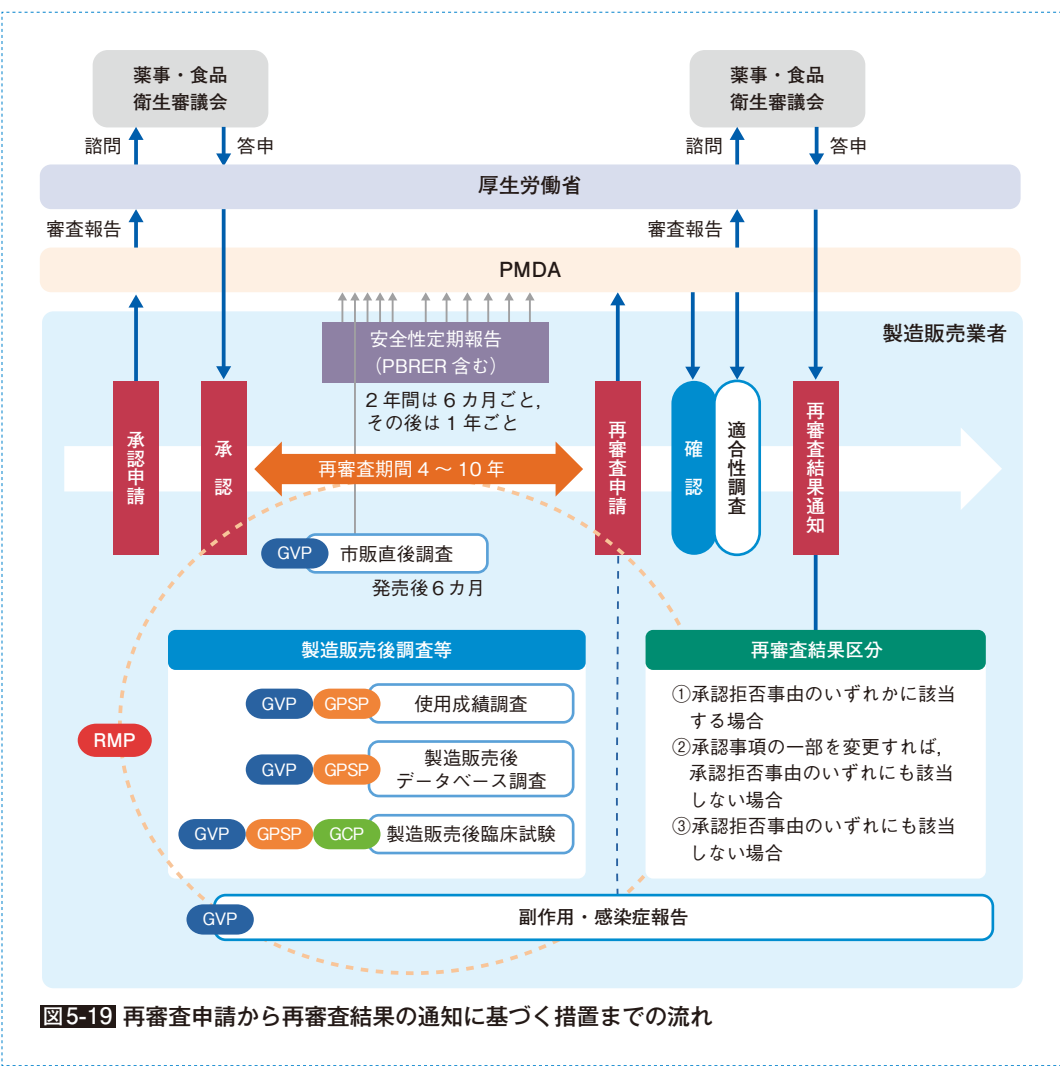 薬事・食品
衛生審議会
薬事・食品
衛生審議会
諮問
答申
諮問
答申
厚生労働省
審査報告
審査報告
PMDA
製造販売業者
安全性定期報告
（PBRER 含む）
2 年間は 6 カ月ごと，
その後は 1 年ごと
承認申請
承認
再審査期間 4 ～ 10 年
再審査申請
確認
適合性調査
再審査結果通知
GVP
市販直後調査
発売後 6 カ月
製造販売後調査等
GVP GPSP 使用成績調査
GVP GPSP 製造販売後
データベース調査
GVP GPSP GCP 製造販売後臨床試験
RMP
再審査結果区分
①承認拒否事由のいずれかに該当
する場合
②承認事項の一部を変更すれば，
承認拒否事由のいずれにも該当
しない場合
③承認拒否事由のいずれにも該当
しない場合
GVP
副作用・感染症報告
図5-19 再審査申請から再審査結果の通知に基づく措置までの流れ